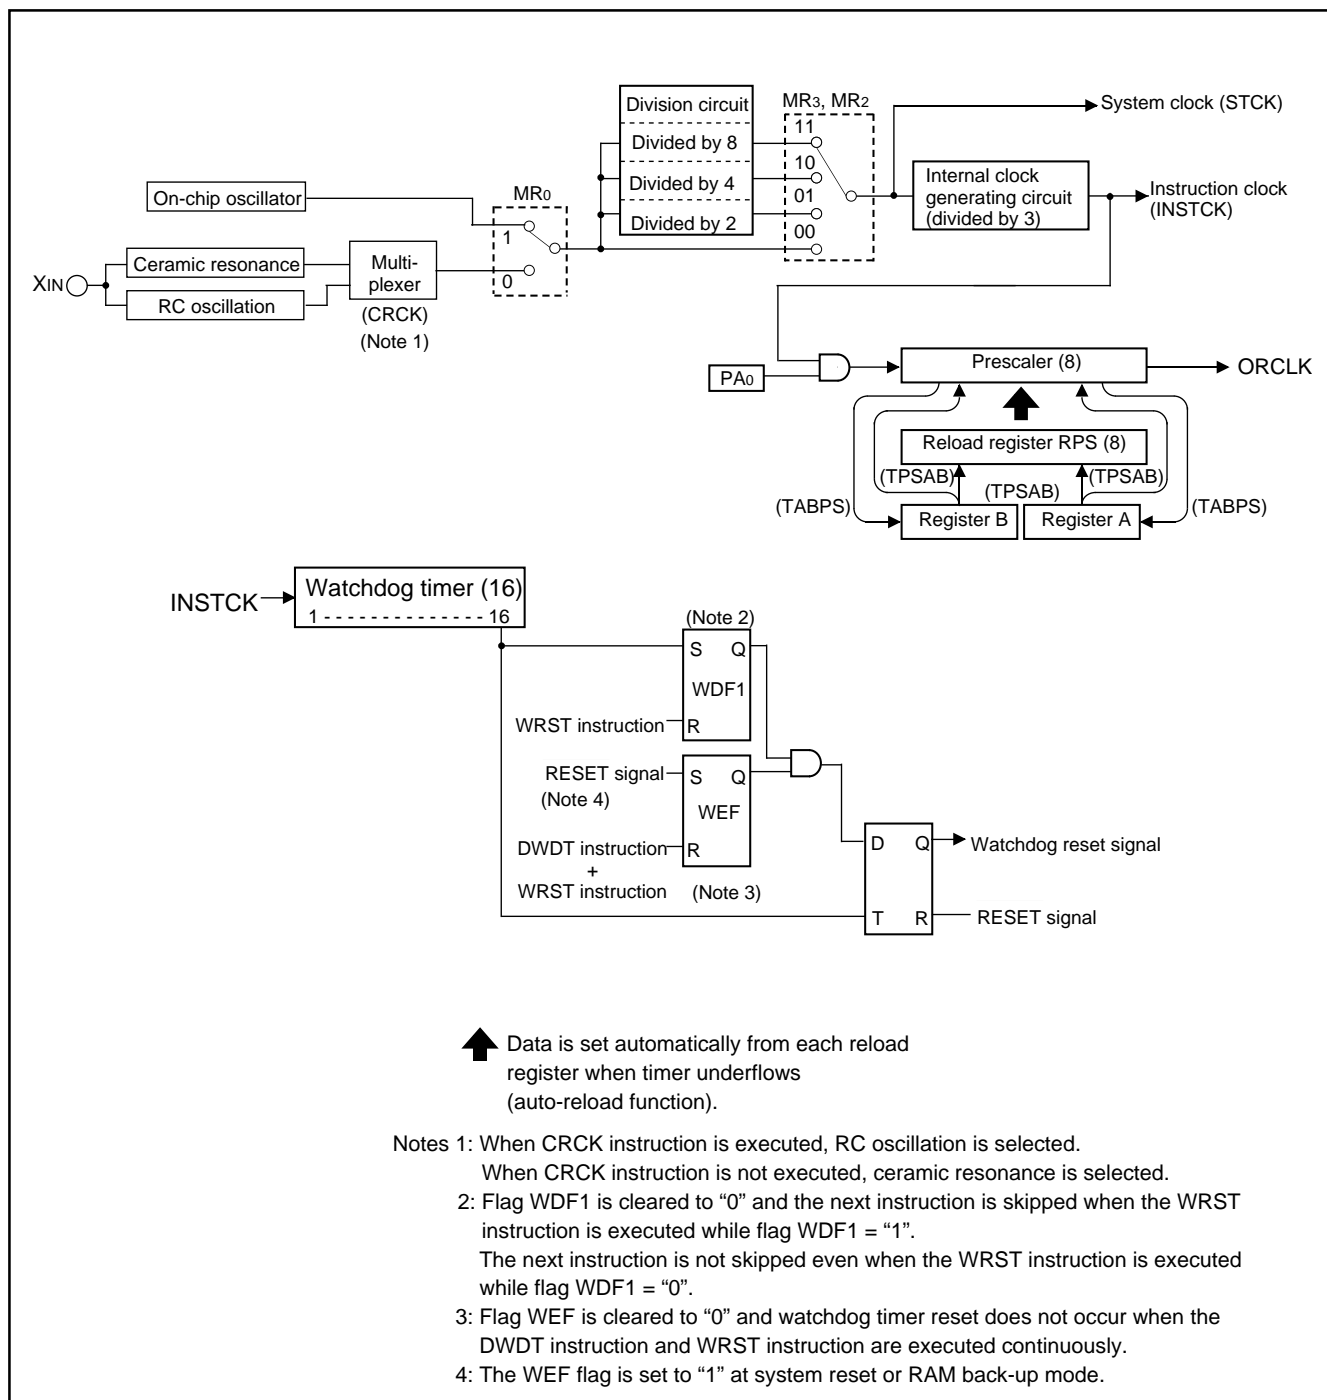 Division circuit
Divided by 8
Divided by 4
Divided by 2
MR3, MR2
11
10
01
00
System clock (STCK)
Internal clock
generating circuit
(divided by 3)
Instruction clock
(INSTCK)
On-chip oscillator
MR0
1
0
XIN
Ceramic resonance
RC oscillation
Multi-
plexer
(CRCK)
(Note 1)
PA0
Prescaler (8)
ORCLK
Reload register RPS (8)
(TPSAB)
(TPSAB)
(TPSAB)
(TABPS)
Register B
Register A
(TABPS)
INSTCK
Watchdog timer (16)
1 - - - - - - - - - - - - - - 16
(Note 2)
S Q
WDF1
WRST instruction
R
RESET signal
(Note 4)
S Q
WEF
DWDT instruction
+
WRST instruction
R
(Note 3)
D Q
Watchdog reset signal
T R
RESET signal
Data is set automatically from each reload
register when timer underflows
(auto-reload function).
Notes 1: When CRCK instruction is executed, RC oscillation is selected.
When CRCK instruction is not executed, ceramic resonance is selected.
2: Flag WDF1 is cleared to “0” and the next instruction is skipped when the WRST
instruction is executed while flag WDF1 = “1”.
The next instruction is not skipped even when the WRST instruction is executed
while flag WDF1 = “0”.
3: Flag WEF is cleared to “0” and watchdog timer reset does not occur when the
DWDT instruction and WRST instruction are executed continuously.
4: The WEF flag is set to “1” at system reset or RAM back-up mode.